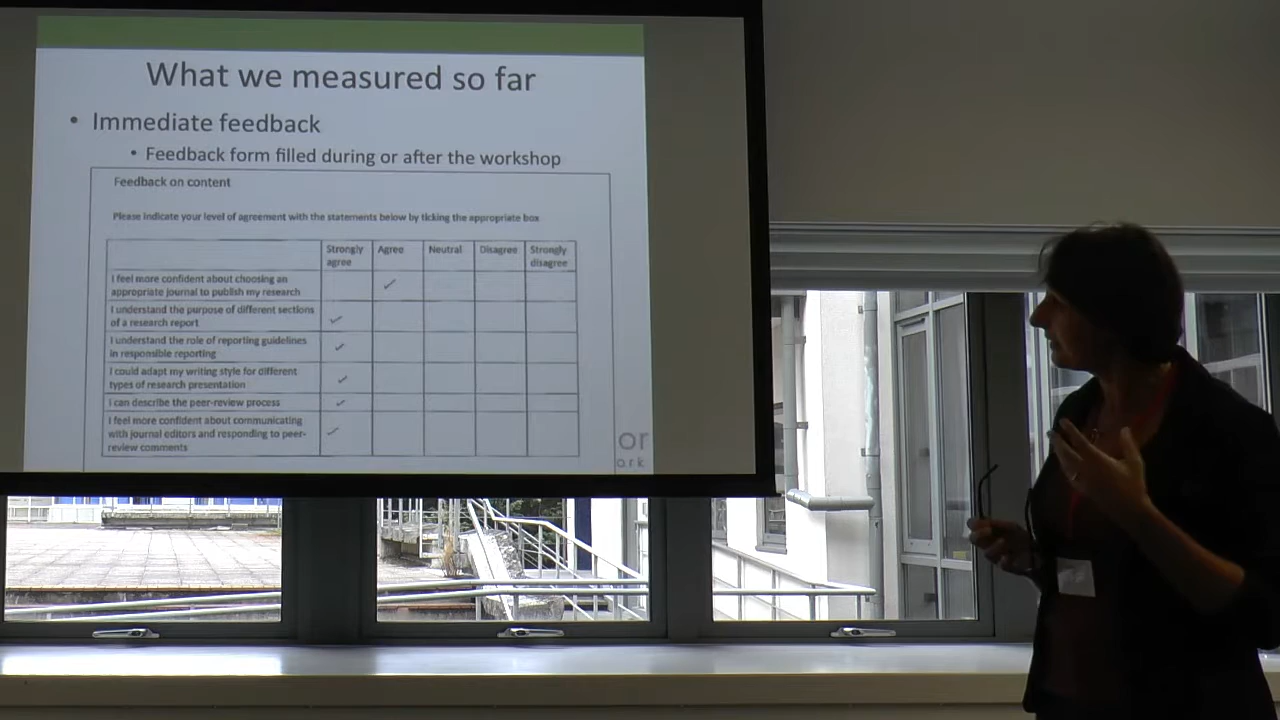 What we measured so far
• Immediate feedback
• Feedback form filled during or after the workshop
Feedback on content
Please indicate your level of agreement with the statements below by ticking the appropriate box
Strongly agree
Agree
Neutral
Disagree
Strongly disagree
I feel more confident about choosing an
appropriate journal to publish my research
I understand the purpose of different sections
of a research report
I understand the role of reporting guidelines
in responsible reporting
I could adapt my writing style for different
types of research presentation
I can describe the peer-review process
I feel more confident about communicating
with journal editors and responding to peer-
review comments
or
ork